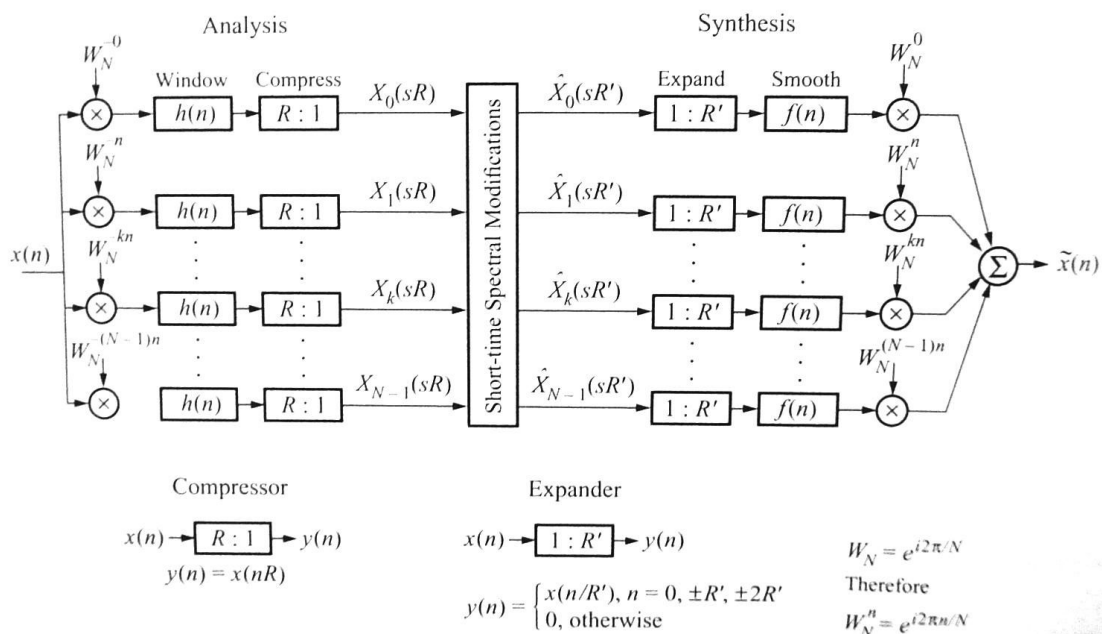 Analysis
Synthesis
W_N^{-0}
W_N^0
Window
Compress
Expand
Smooth
h(n)
R : 1
X_0(sR)
X̂_0(sR')
1 : R'
f(n)
×
×
W_N^{-n}
W_N^n
X_1(sR)
X̂_1(sR')
×
h(n)
R : 1
1 : R'
f(n)
×
W_N^{-kn}
W_N^{kn}
x(n)
Short-time Spectral Modifications
Σ
x̃(n)
X_k(sR)
X̂_k(sR')
×
h(n)
R : 1
1 : R'
f(n)
×
W_N^{-(N-1)n}
W_N^{(N-1)n}
X_{N-1}(sR)
X̂_{N-1}(sR')
×
h(n)
R : 1
1 : R'
f(n)
×
Compressor
Expander
x(n) → R : 1 → y(n)
x(n) → 1 : R' → y(n)
y(n) = x(nR)
y(n) = { x(n/R'), n = 0, ±R', ±2R'
0, otherwise
W_N = e^{i2π/N}
Therefore
W_N^n = e^{i2πn/N}